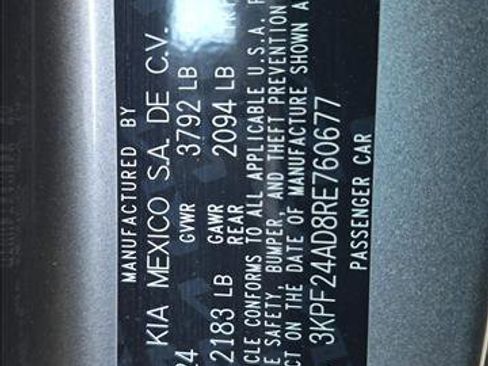 MANUFACTURED BY
KIA MEXICO S.A. DE C.V.
24 GVWR 3792 LB
2183 LB GAWR REAR 2094 LB
CLE CONFORMS TO ALL APPLICABLE U.S.A. F
E SAFETY, BUMPER, AND THEFT PREVENTION
CT ON THE DATE OF MANUFACTURE SHOWN A
3KPF24AD8RE760677
PASSENGER CAR